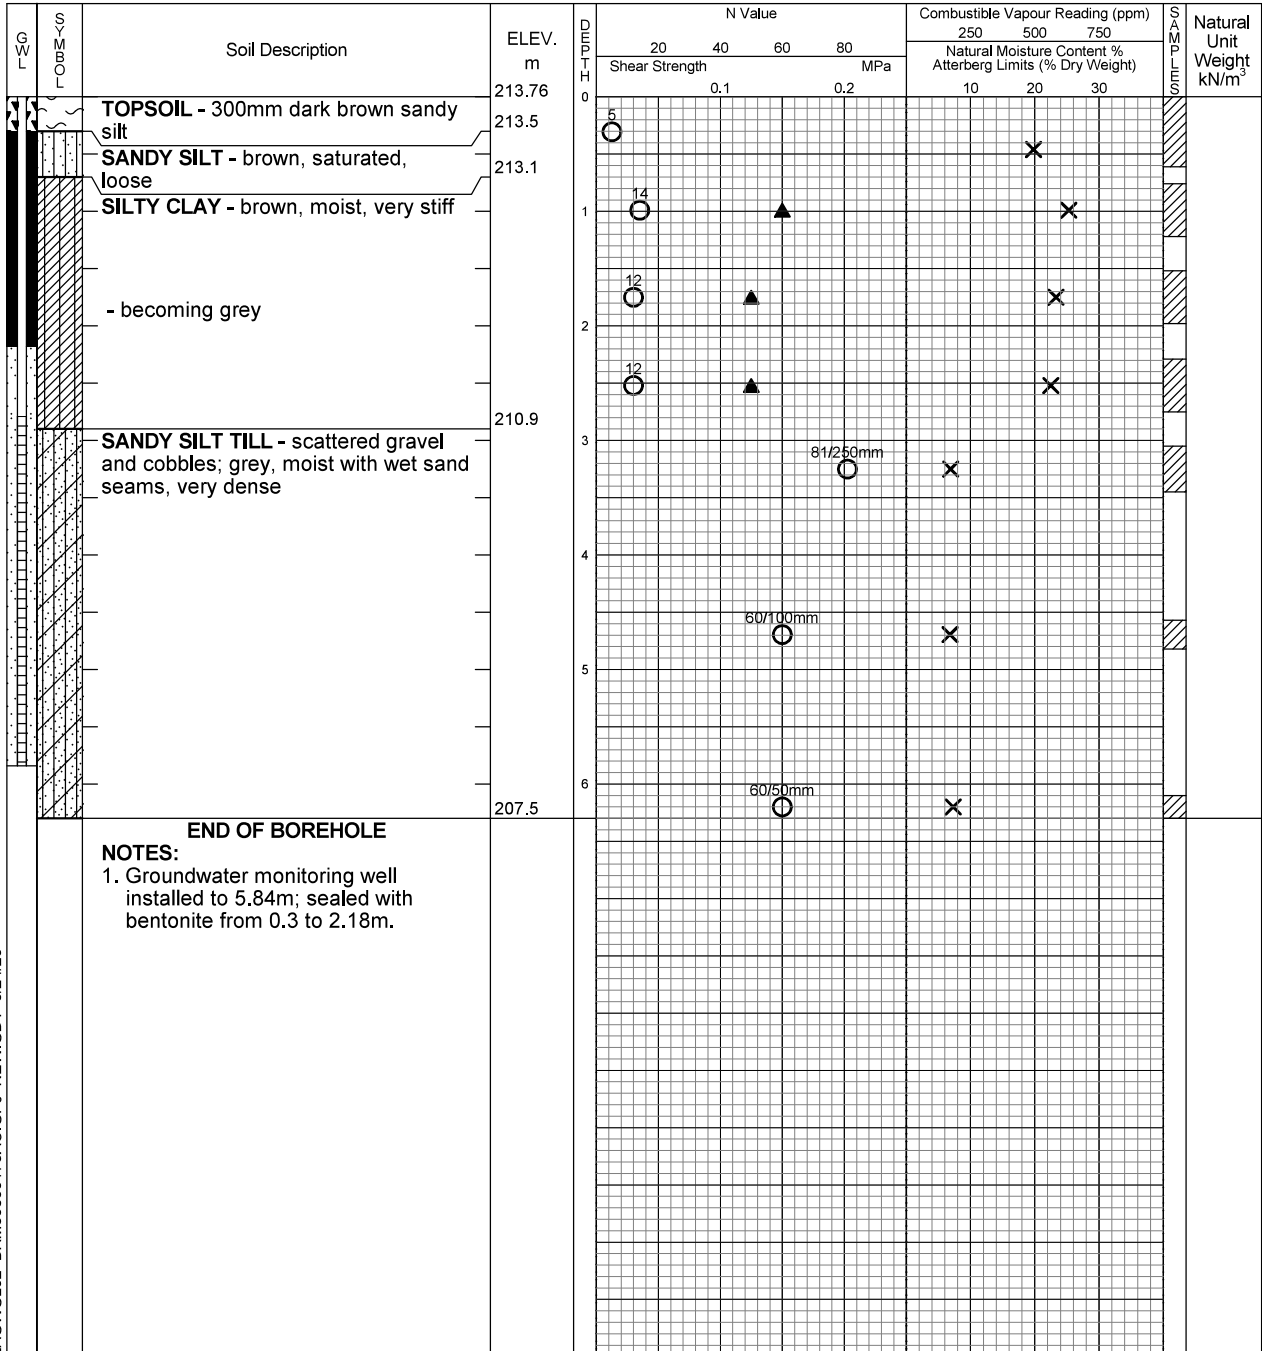 GWL
SYMBOL
Soil Description
ELEV.
m
DEPTH
N Value
20 40 60 80
Shear Strength MPa
0.1 0.2
Combustible Vapour Reading (ppm)
250 500 750
Natural Moisture Content %
Atterberg Limits (% Dry Weight)
10 20 30
SAMPLES
Natural
Unit
Weight
kN/m³
213.76
0
TOPSOIL - 300mm dark brown sandy
silt
213.5
5
SANDY SILT - brown, saturated,
loose
213.1
SILTY CLAY - brown, moist, very stiff
14
1
12
- becoming grey
2
12
210.9
SANDY SILT TILL - scattered gravel
and cobbles; grey, moist with wet sand
seams, very dense
3
81/250mm
4
60/100mm
5
6
60/50mm
207.5
END OF BOREHOLE
NOTES:
1. Groundwater monitoring well
installed to 5.84m; sealed with
bentonite from 0.3 to 2.18m.